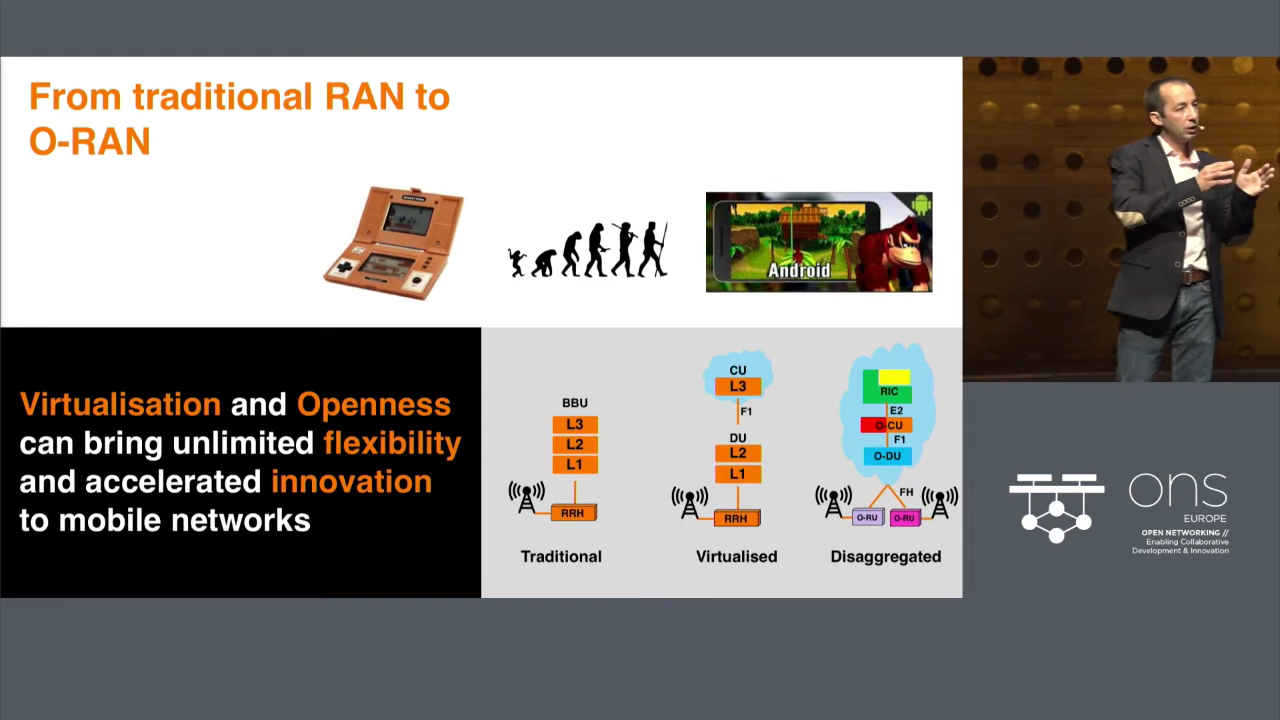 From traditional RAN to
O-RAN
Android
Virtualisation and Openness
can bring unlimited flexibility
and accelerated innovation
to mobile networks
BBU
L3
L2
L1
RRH
Traditional
CU
L3
F1
DU
L2
L1
RRH
Virtualised
RIC
E2
O-CU
F1
O-DU
FH
O-RU
O-RU
Disaggregated
ons
EUROPE
OPEN NETWORKING //
Enabling Collaborative
Development & Innovation